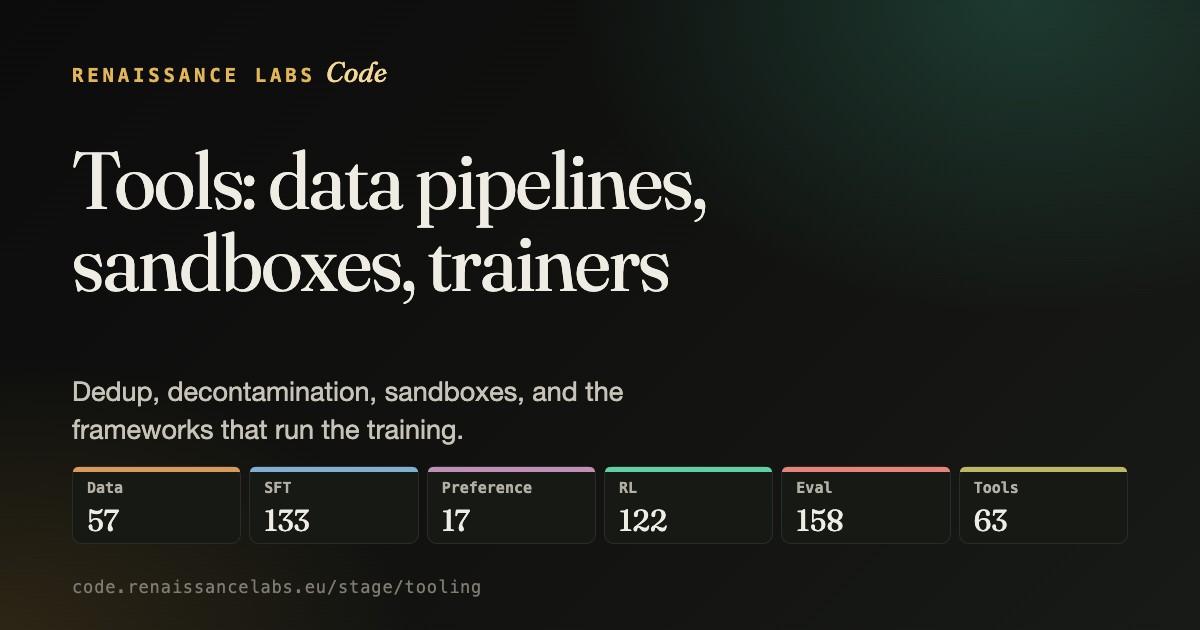 RENAISSANCE LABS Code
Tools: data pipelines,
sandboxes, trainers
Dedup, decontamination, sandboxes, and the
frameworks that run the training.
Data
57
SFT
133
Preference
17
RL
122
Eval
158
Tools
63
code.renaissancelabs.eu/stage/tooling